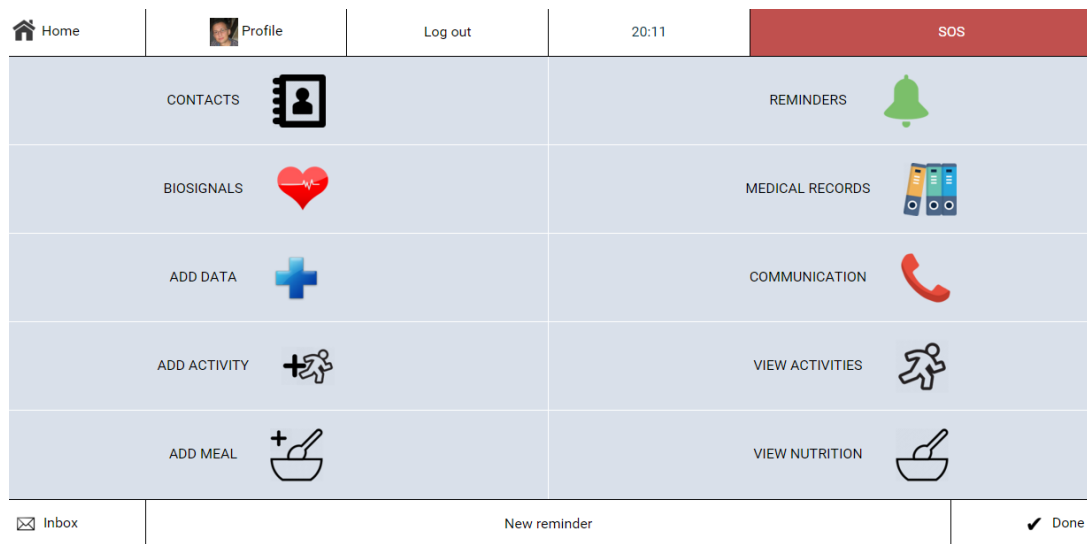 Home Profile Log out 20:11 SOS
CONTACTS REMINDERS
BIOSIGNALS MEDICAL RECORDS
ADD DATA COMMUNICATION
ADD ACTIVITY VIEW ACTIVITIES
ADD MEAL VIEW NUTRITION
Inbox New reminder Done